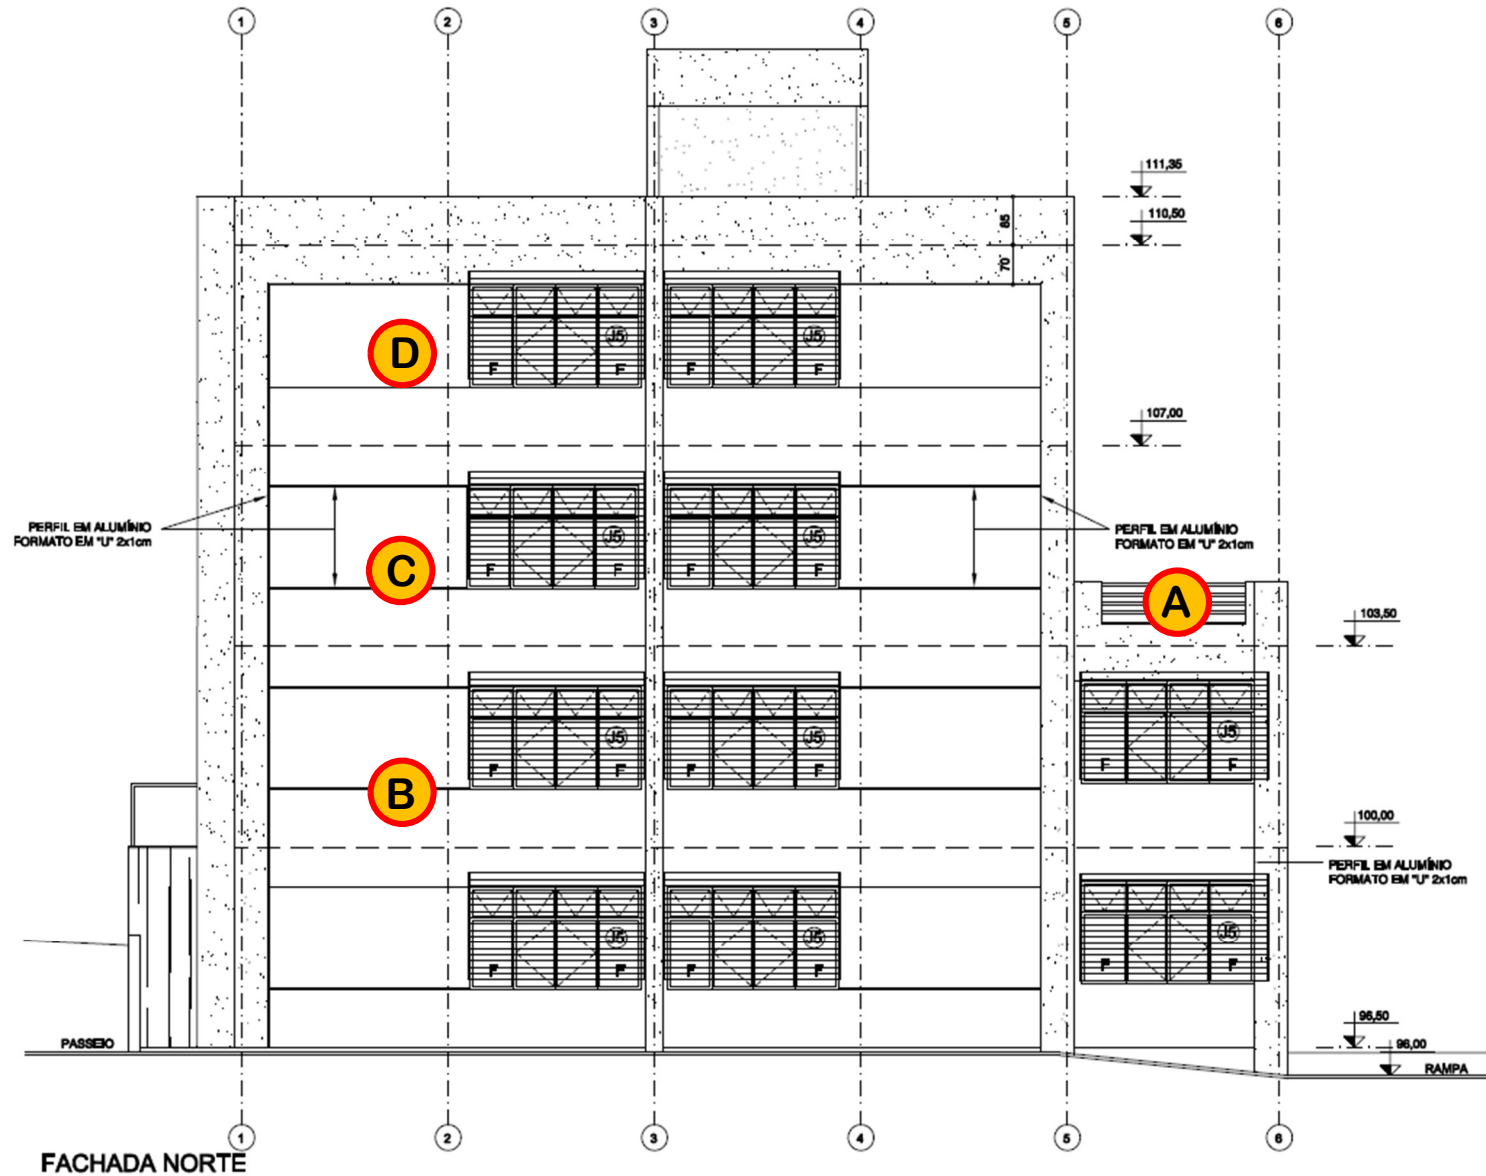 1 2 3 4 5 6
111,35
110,50
85
70
D
J5 J5
F F F F
107,00
PERFIL EM ALUMÍNIO
FORMATO EM "U" 2x1cm
PERFIL EM ALUMÍNIO
FORMATO EM "U" 2x1cm
J5 J5
F F F F
C
A
103,50
J5 J5 J5
F F F F F F
B
100,00
PERFIL EM ALUMÍNIO
FORMATO EM "U" 2x1cm
J5 J5 J5
F F F F F F
96,50
PASSEIO
96,00
RAMPA
1 2 3 4 5 6
FACHADA NORTE